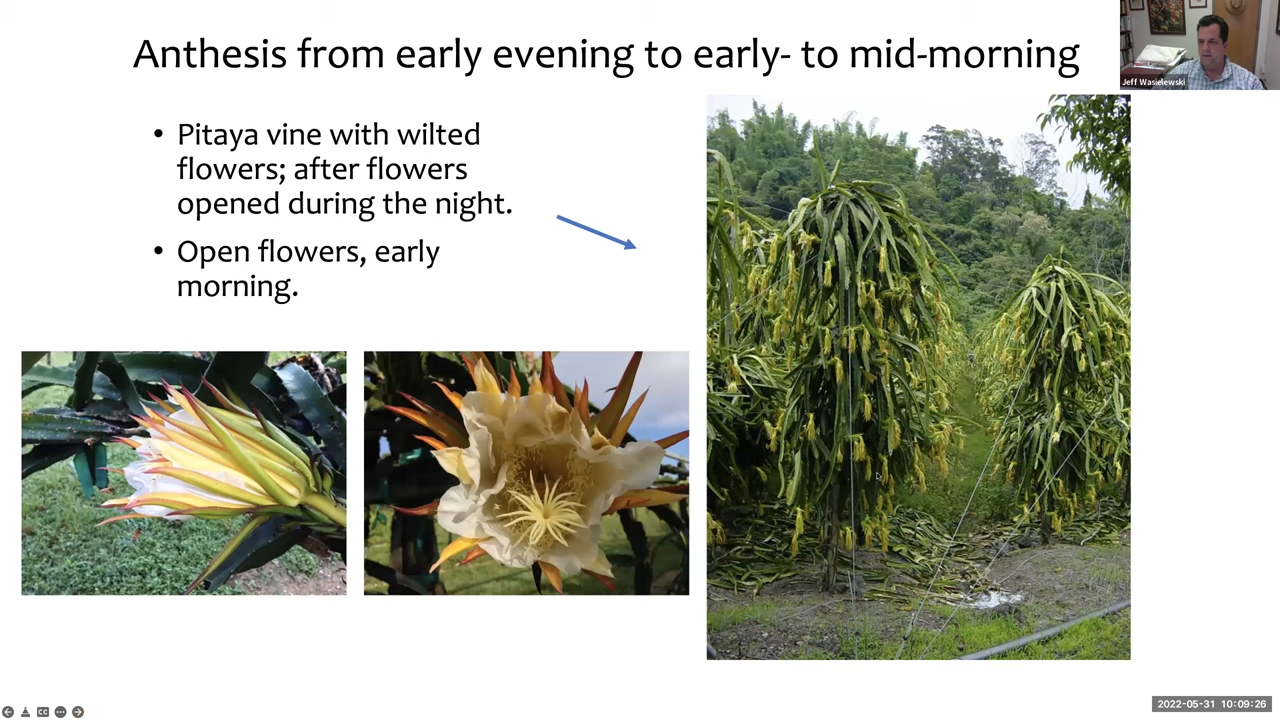 Anthesis from early evening to early- to mid-morning
Jeff Wasielewski
• Pitaya vine with wilted
flowers; after flowers
opened during the night.
• Open flowers, early
morning.
CC
2022-05-31 10:09:26